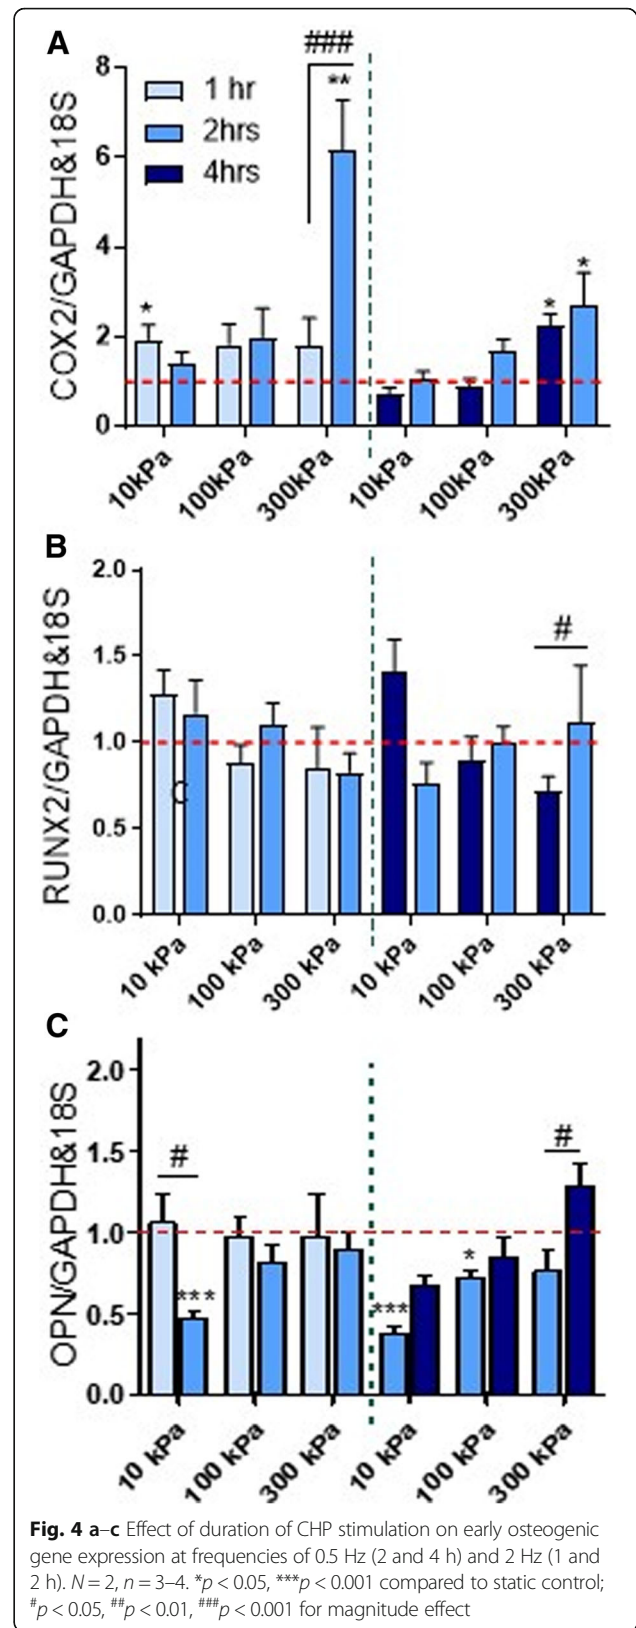 A
###
8
**
1 hr
2hrs
4hrs
6
COX2/GAPDH&18S
4
*
*
*
2
0
10kPa 100kPa 300kPa 10kPa 100kPa 300kPa
B
2.0
#
1.5
RUNX2/GAPDH&18S
1.0
0.5
0.0
10 kPa 100 kPa 300 kPa 10 kPa 100 kPa 300 kPa
C
2.0
1.5
#
#
OPN/GAPDH&18S
1.0
*
***
***
0.5
0.0
10 kPa 100 kPa 300 kPa 10 kPa 100 kPa 300 kPa
Fig. 4 a–c Effect of duration of CHP stimulation on early osteogenic
gene expression at frequencies of 0.5 Hz (2 and 4 h) and 2 Hz (1 and
2 h). N = 2, n = 3–4. *p < 0.05, ***p < 0.001 compared to static control;
#p < 0.05, ##p < 0.01, ###p < 0.001 for magnitude effect